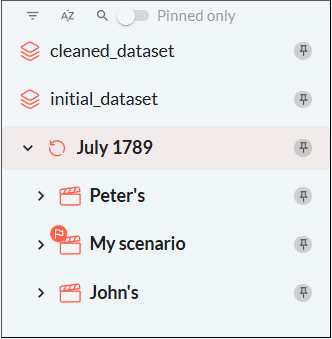 Pinned only
cleaned_dataset
initial_dataset
July 1789
Peter's
My scenario
John's